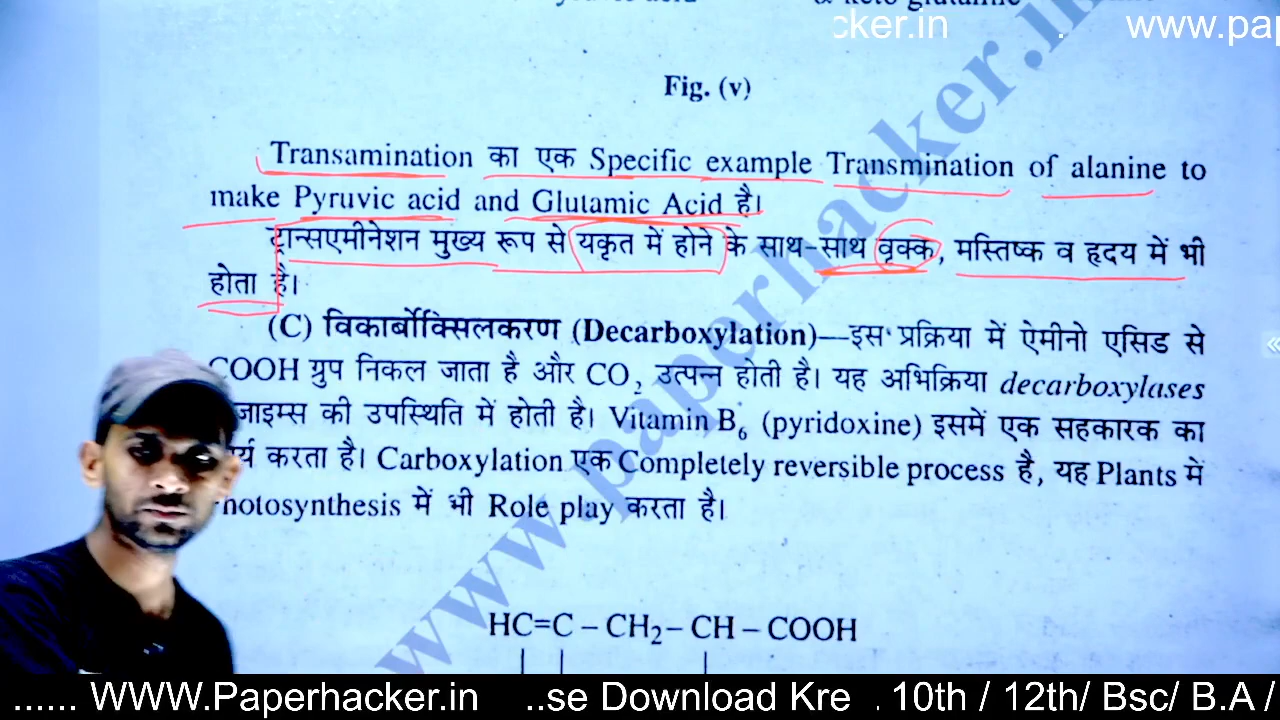 cker.in . www.pap
Fig. (v)
Transamination का एक Specific example Transmination of alanine to
make Pyruvic acid and Glutamic Acid है।
ट्रान्सएमीनेशन मुख्य रूप से यकृत में होने के साथ-साथ वृक्क, मस्तिष्क व हृदय में भी
होता है।
(C) विकार्बोक्सिलकरण (Decarboxylation)—इस प्रक्रिया में ऐमीनो एसिड से
COOH ग्रुप निकल जाता है और CO₂ उत्पन्न होती है। यह अभिक्रिया decarboxylases
जाइम्स की उपस्थिति में होती है। Vitamin B₆ (pyridoxine) इसमें एक सहकारक का
र्य करता है। Carboxylation एक Completely reversible process है, यह Plants में
hotosynthesis में भी Role play करता है।
www.paperhacker.in
HC=C – CH₂– CH – COOH
...... WWW.Paperhacker.in ..se Download Kre . 10th / 12th/ Bsc/ B.A /